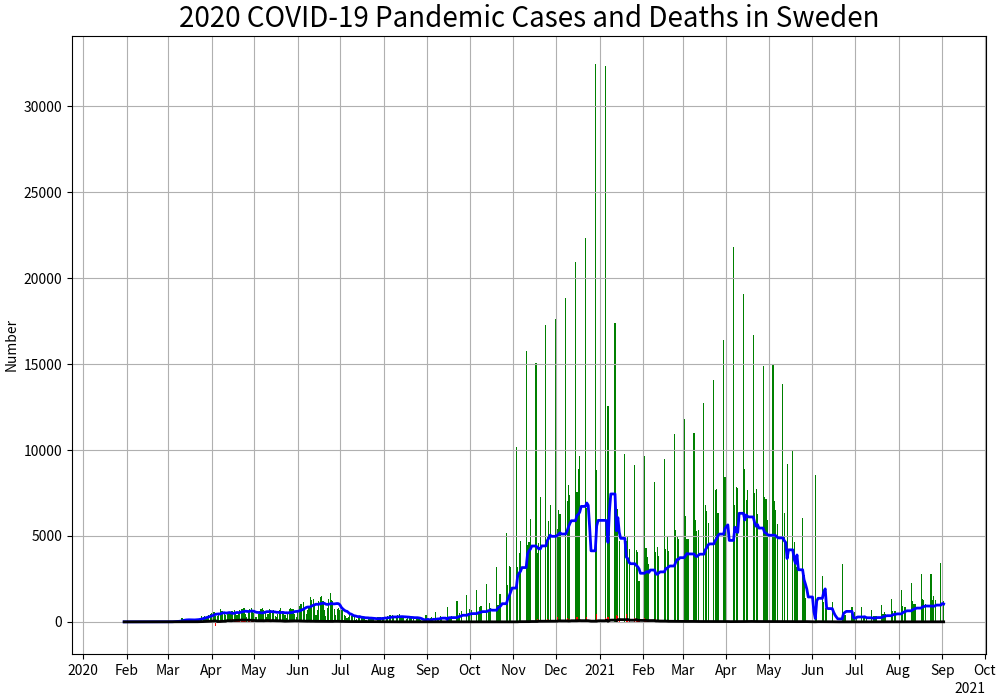 2020 COVID-19 Pandemic Cases and Deaths in Sweden
Number
30000
25000
20000
15000
10000
5000
0
2020 Feb Mar Apr May Jun Jul Aug Sep Oct Nov Dec 2021 Feb Mar Apr May Jun Jul Aug Sep Oct
2021